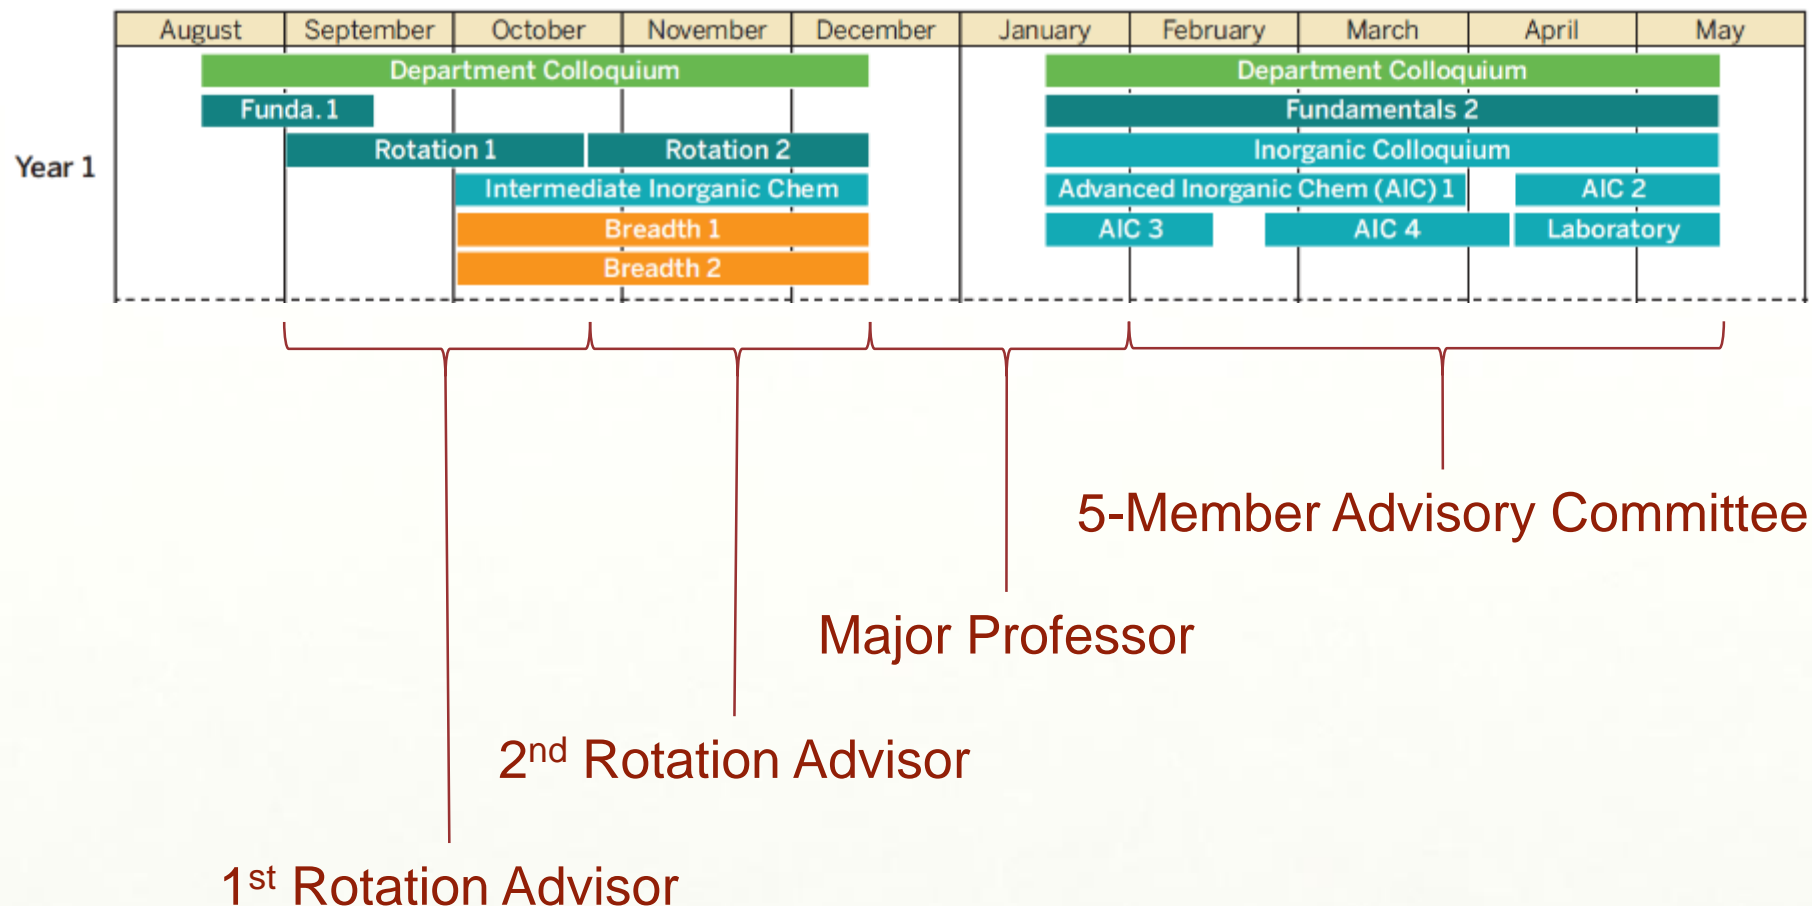 August September October November December January February March April May
Department Colloquium Department Colloquium
Funda. 1 Fundamentals 2
Year 1
Rotation 1 Rotation 2 Inorganic Colloquium
Intermediate Inorganic Chem Advanced Inorganic Chem (AIC) 1 AIC 2
Breadth 1 AIC 3 AIC 4 Laboratory
Breadth 2
5-Member Advisory Committee
Major Professor
2nd Rotation Advisor
1st Rotation Advisor